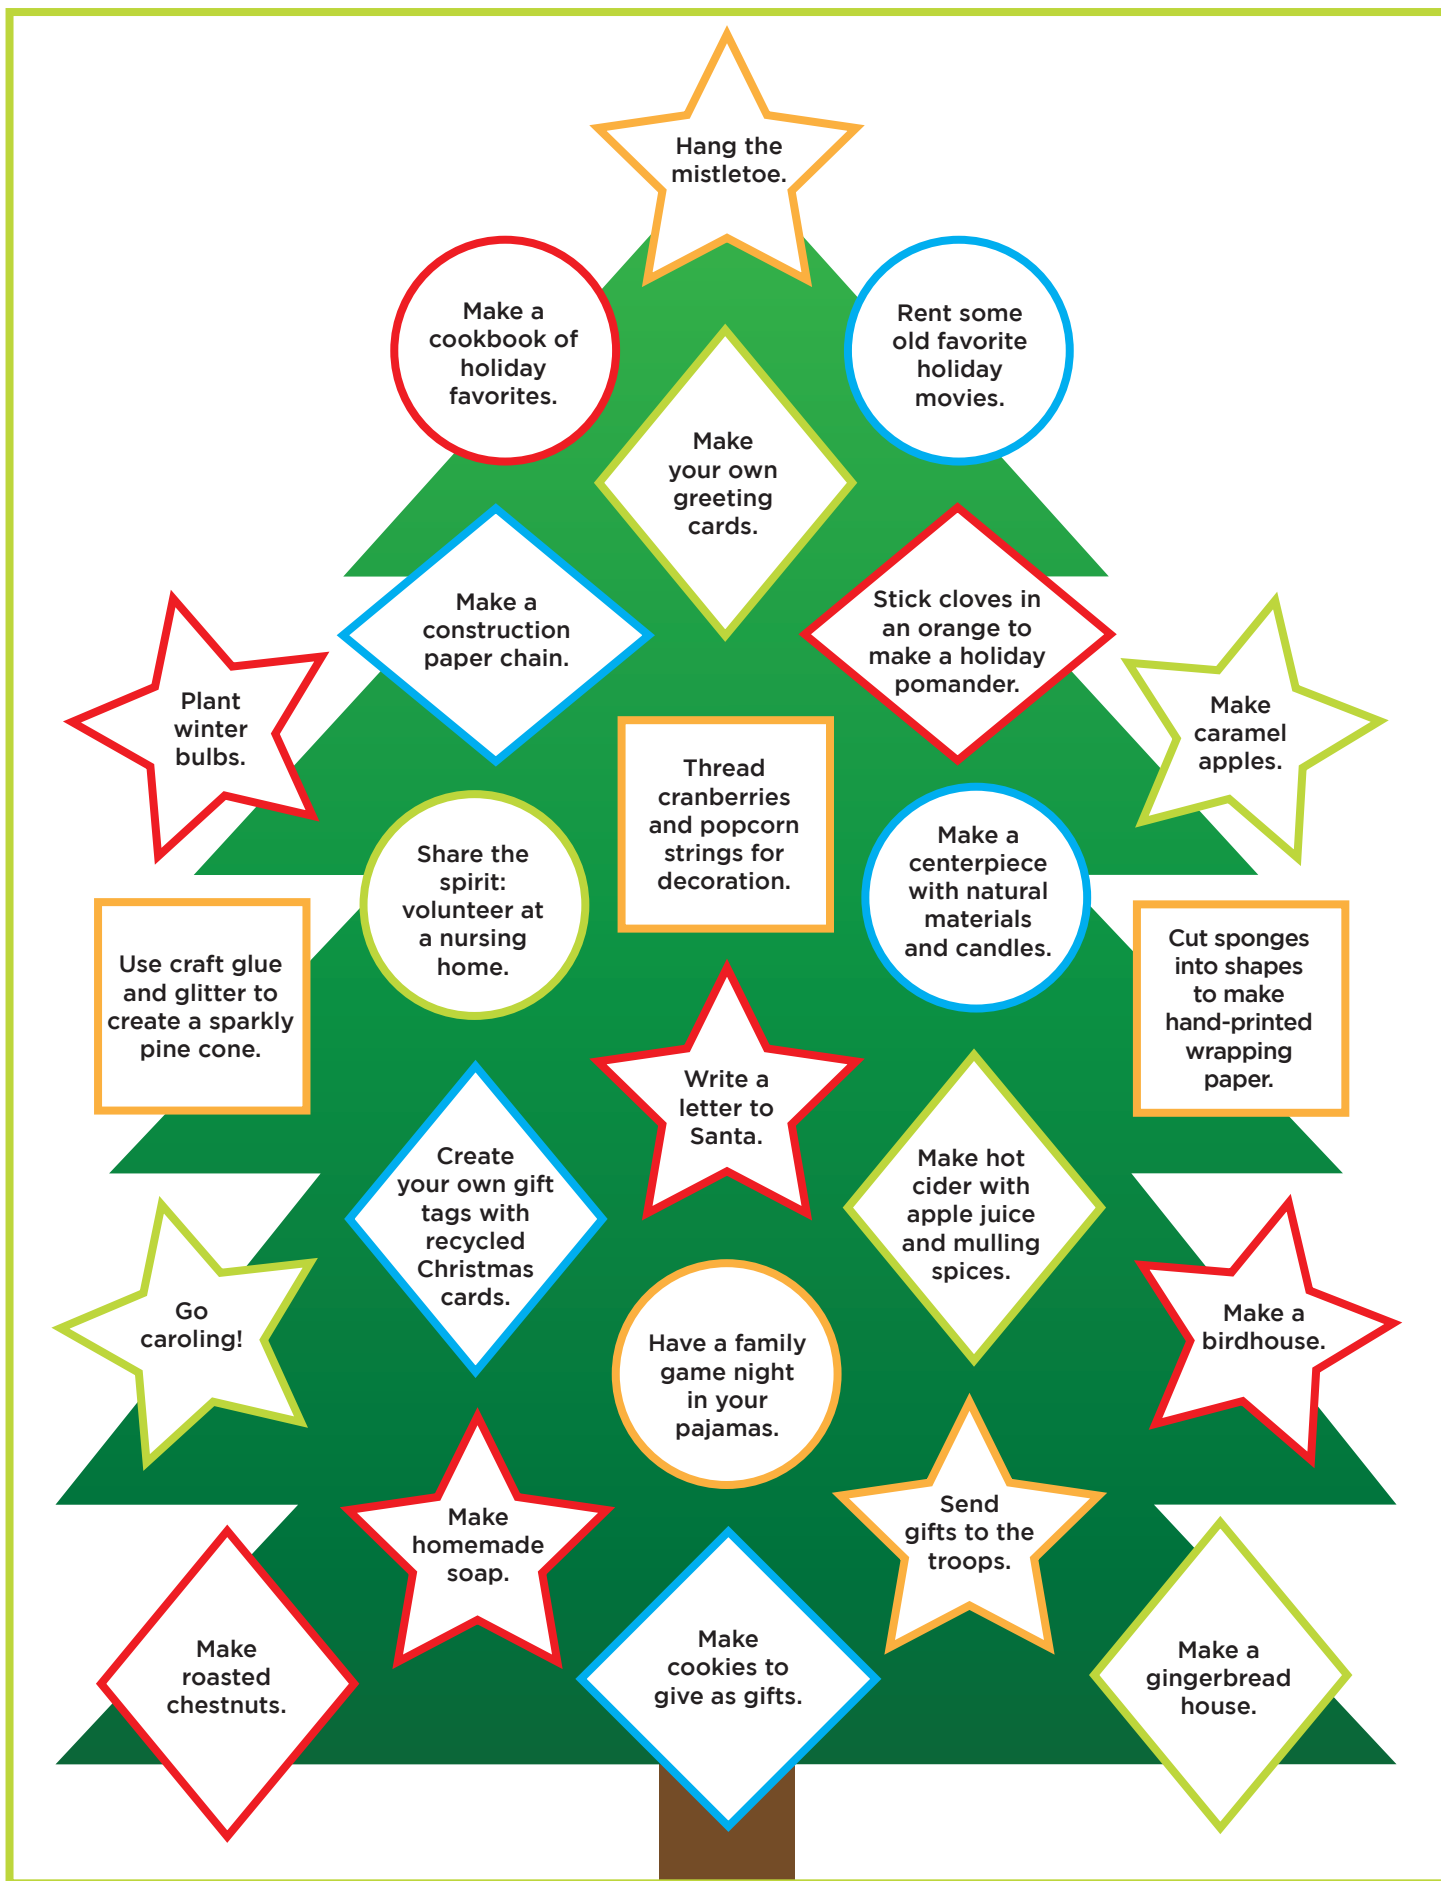 Hang the
mistletoe.
Make a
cookbook of
holiday
favorites.
Rent some
old favorite
holiday
movies.
Make
your own
greeting
cards.
Make a
construction
paper chain.
Stick cloves in
an orange to
make a holiday
pomander.
Plant
winter
bulbs.
Make
caramel
apples.
Thread
cranberries
and popcorn
strings for
decoration.
Share the
spirit:
volunteer at
a nursing
home.
Make a
centerpiece
with natural
materials
and candles.
Use craft glue
and glitter to
create a sparkly
pine cone.
Cut sponges
into shapes
to make
hand-printed
wrapping
paper.
Write a
letter to
Santa.
Create
your own gift
tags with
recycled
Christmas
cards.
Make hot
cider with
apple juice
and mulling
spices.
Go
caroling!
Make a
birdhouse.
Have a family
game night
in your
pajamas.
Make
homemade
soap.
Send
gifts to the
troops.
Make
roasted
chestnuts.
Make
cookies to
give as gifts.
Make a
gingerbread
house.